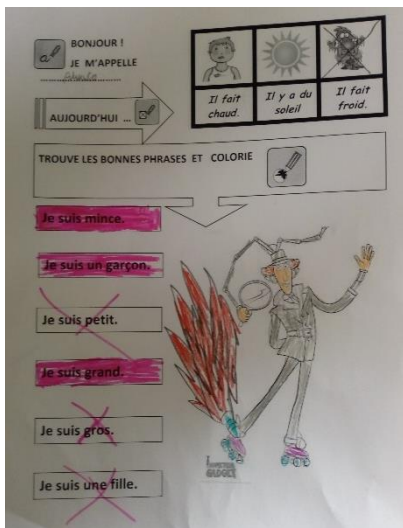 BONJOUR !
JE M'APPELLE
AUJOURD'HUI ...
Il fait
chaud.
Il y a du
soleil
Il fait
froid.
TROUVE LES BONNES PHRASES ET COLORIE
Je suis mince.
Je suis un garçon.
Je suis petit.
Je suis grand.
Je suis gros.
Je suis une fille.
INSPECTEUR
GADGET